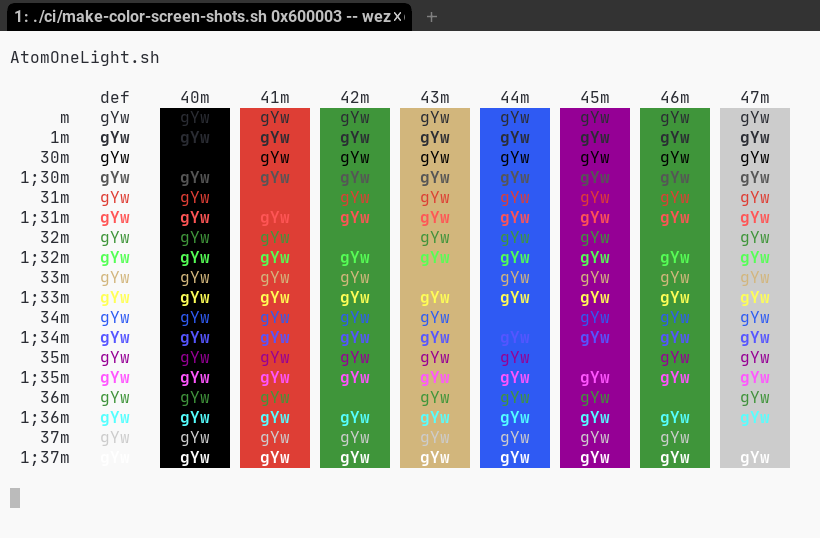 1: ./ci/make-color-screen-shots.sh 0x600003 -- wez
AtomOneLight.sh
def 40m 41m 42m 43m 44m 45m 46m 47m
m gYw gYw gYw gYw gYw gYw gYw gYw gYw
1m gYw gYw gYw gYw gYw gYw gYw gYw gYw
30m gYw gYw gYw gYw gYw gYw gYw gYw
1;30m gYw gYw gYw gYw gYw gYw gYw gYw gYw
31m gYw gYw gYw gYw gYw gYw gYw gYw
1;31m gYw gYw gYw gYw gYw gYw gYw gYw gYw
32m gYw gYw gYw gYw gYw gYw gYw
1;32m gYw gYw gYw gYw gYw gYw gYw gYw gYw
33m gYw gYw gYw gYw gYw gYw gYw gYw
1;33m gYw gYw gYw gYw gYw gYw gYw gYw gYw
34m gYw gYw gYw gYw gYw gYw gYw gYw
1;34m gYw gYw gYw gYw gYw gYw gYw gYw gYw
35m gYw gYw gYw gYw gYw gYw gYw gYw
1;35m gYw gYw gYw gYw gYw gYw gYw gYw gYw
36m gYw gYw gYw gYw gYw gYw gYw
1;36m gYw gYw gYw gYw gYw gYw gYw gYw gYw
37m gYw gYw gYw gYw gYw gYw gYw gYw
1;37m gYw gYw gYw gYw gYw gYw gYw gYw gYw